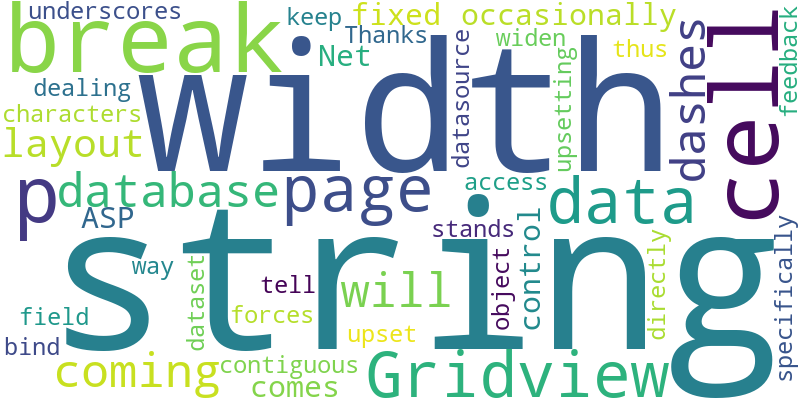 underscores
break
keep
fixed
occasionally
Thanks
Net
widen
thus
feedback
dealing
characters
layout
width
datasource
upsetting
dashes
cell
p
database
page
access
data
ASP
stands
string
way
tell
will
object
control
directly
specifically
dataset
field
forces
upset
bind
coming
contiguous
comes
Gridview